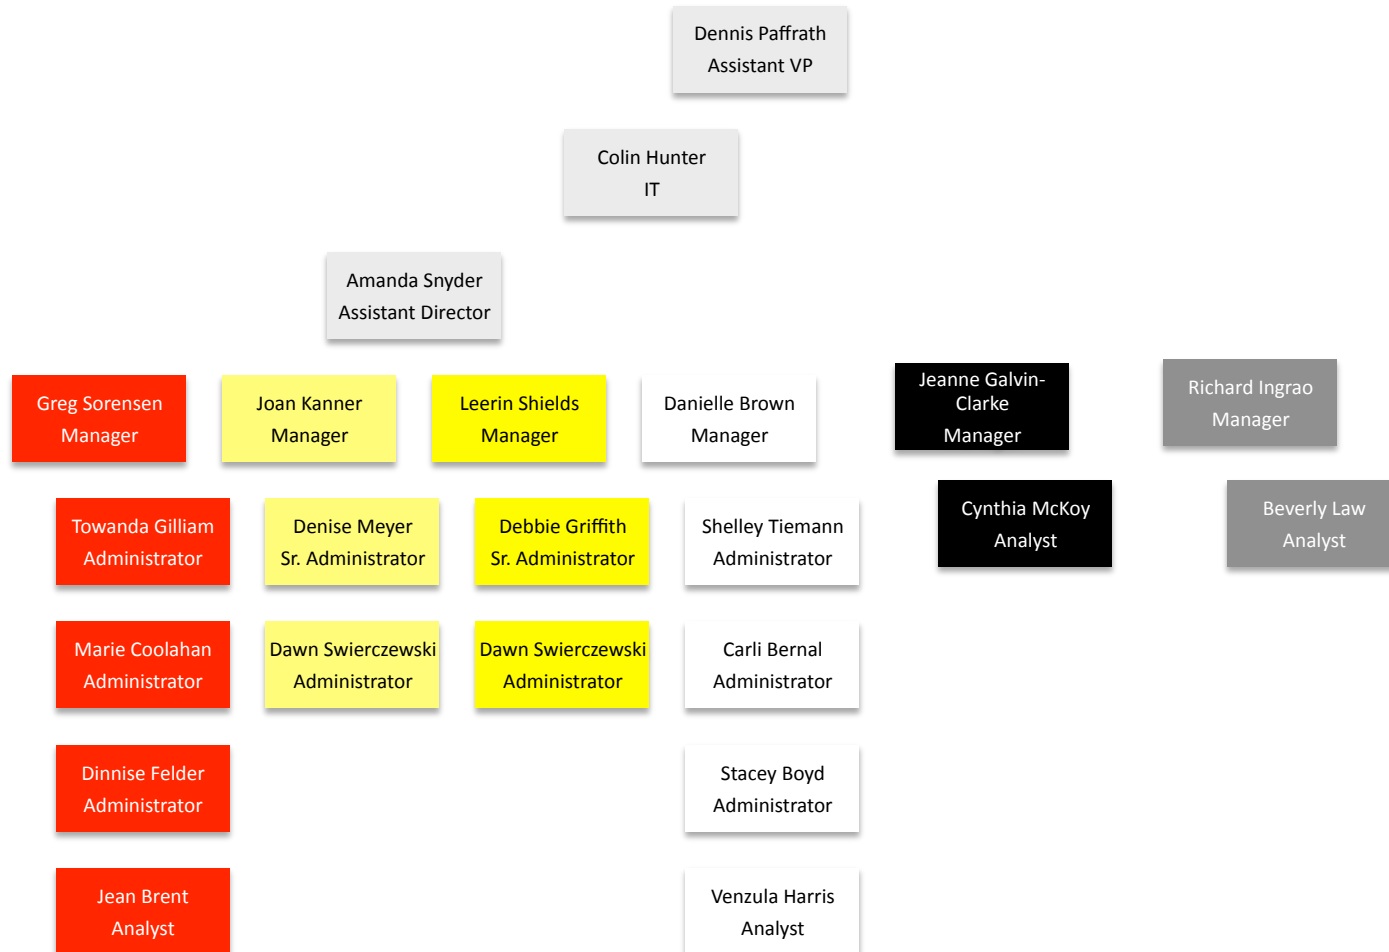 Dennis Paffrath
Assistant VP
Colin Hunter
IT
Amanda Snyder
Assistant Director
Greg Sorensen
Manager
Joan Kanner
Manager
Leerin Shields
Manager
Danielle Brown
Manager
Jeanne Galvin-
Clarke
Manager
Richard Ingrao
Manager
Towanda Gilliam
Administrator
Denise Meyer
Sr. Administrator
Debbie Griffith
Sr. Administrator
Shelley Tiemann
Administrator
Cynthia McKoy
Analyst
Beverly Law
Analyst
Marie Coolahan
Administrator
Dawn Swierczewski
Administrator
Dawn Swierczewski
Administrator
Carli Bernal
Administrator
Dinnise Felder
Administrator
Stacey Boyd
Administrator
Jean Brent
Analyst
Venzula Harris
Analyst